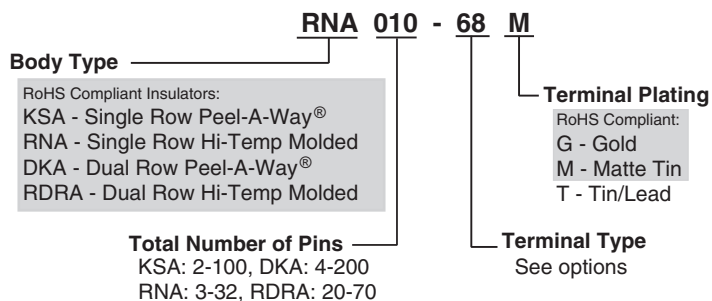 RNA 010 - 68 M
Body Type
RoHS Compliant Insulators:
KSA - Single Row Peel-A-Way®
RNA - Single Row Hi-Temp Molded
DKA - Dual Row Peel-A-Way®
RDRA - Dual Row Hi-Temp Molded
Terminal Plating
RoHS Compliant:
G - Gold
M - Matte Tin
T - Tin/Lead
Total Number of Pins
KSA: 2-100, DKA: 4-200
RNA: 3-32, RDRA: 20-70
Terminal Type
See options